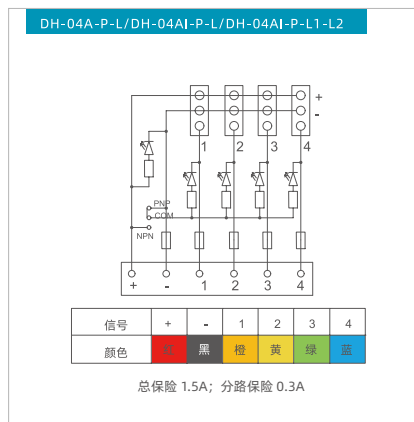 DH-04A-P-L/DH-04AI-P-L/DH-04AI-P-L1-L2
+
-
1 2 3 4
PNP
COM
NPN
+ - 1 2 3 4
信号 + - 1 2 3 4
颜色 红 黑 橙 黄 绿 蓝
总保险 1.5A; 分路保险 0.3A